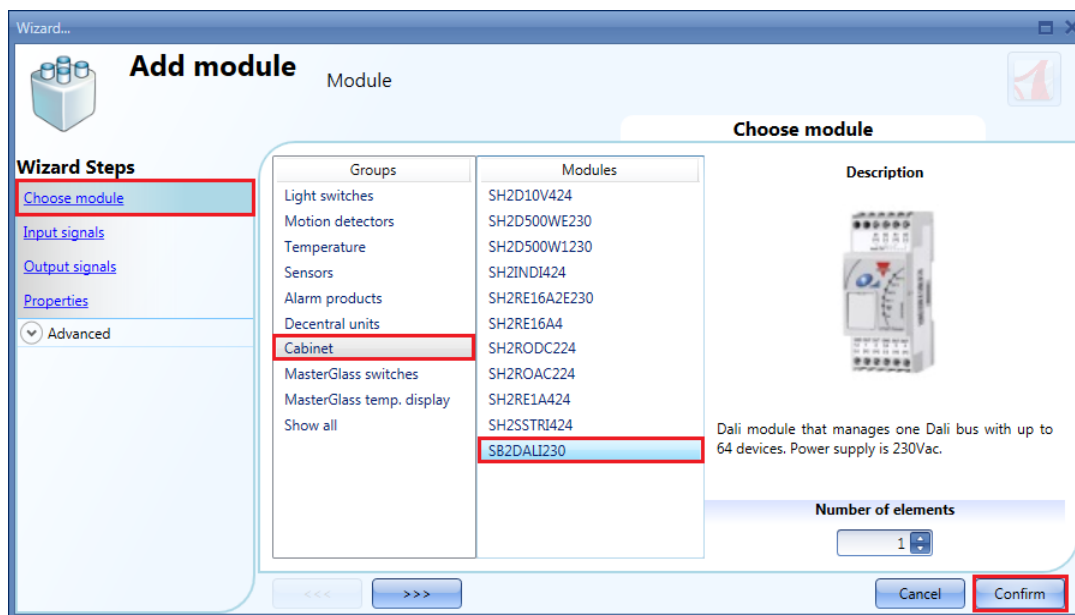 Wizard...
Add module
Module
Choose module
Wizard Steps
Choose module
Input signals
Output signals
Properties
Advanced
Groups
Light switches
Motion detectors
Temperature
Sensors
Alarm products
Decentral units
Cabinet
MasterGlass switches
MasterGlass temp. display
Show all
Modules
SH2D10V424
SH2D500WE230
SH2D500W1230
SH2INDI424
SH2RE16A2E230
SH2RE16A4
SH2RODC224
SH2ROAC224
SH2RE1A424
SH2SSTRI424
SB2DALI230
Description
Dali module that manages one Dali bus with up to
64 devices. Power supply is 230Vac.
Number of elements
1
<<<
>>>
Cancel
Confirm